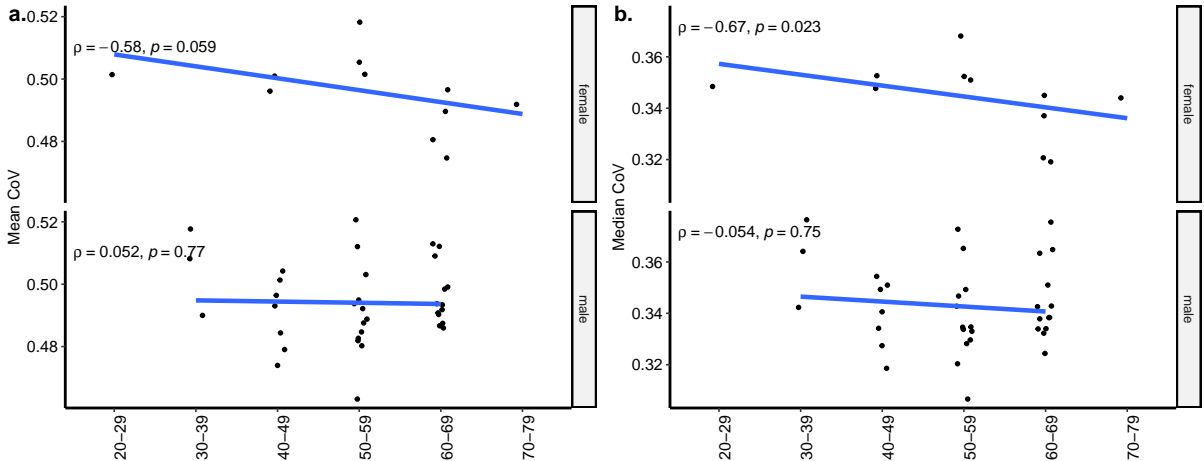 a.
Mean CoV
0.52
0.50
0.48
ρ = −0.58, p = 0.059
female
0.52
0.50
0.48
ρ = 0.052, p = 0.77
male
20−29
30−39
40−49
50−59
60−69
70−79
b.
Median CoV
0.36
0.34
0.32
ρ = −0.67, p = 0.023
female
0.36
0.34
0.32
ρ = −0.054, p = 0.75
male
20−29
30−39
40−49
50−59
60−69
70−79